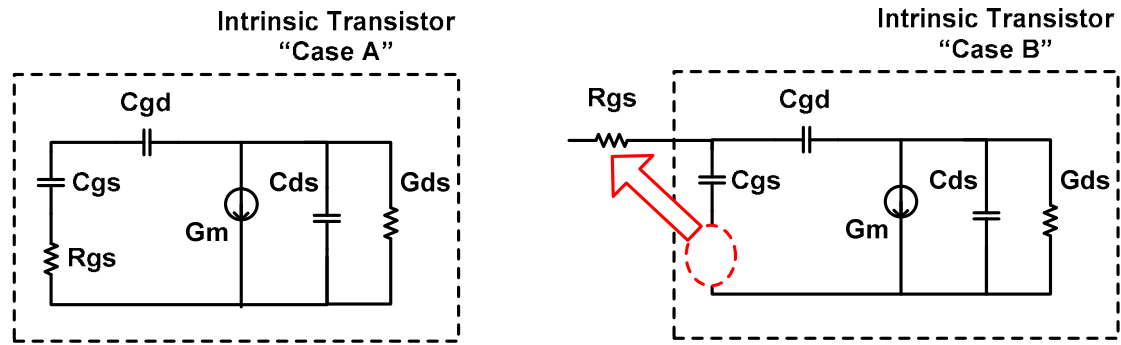 Intrinsic Transistor
“Case A”
Cgd
Cgs
Rgs
Gm
Cds
Gds
Intrinsic Transistor
“Case B”
Rgs
Cgd
Cgs
Gm
Cds
Gds